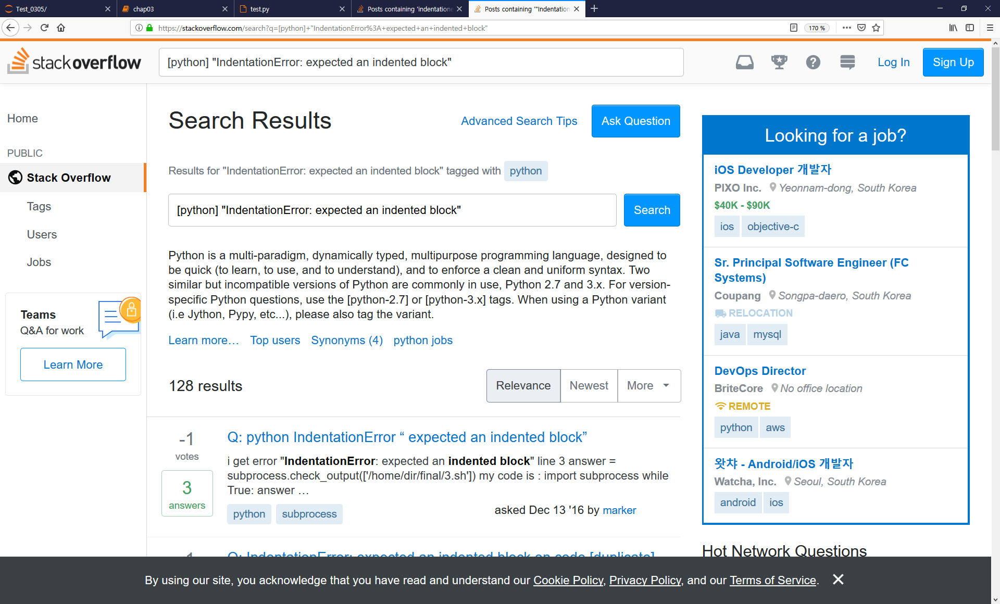 Test_0305/
chap03
test.py
Posts containing 'indentatione
Posts containing '"Indentation
https://stackoverflow.com/search?q=[python]+"IndentationError%3A+expected+an+indented+block"
170 %
stackoverflow
[python] "IndentationError: expected an indented block"
Log In
Sign Up
Home
PUBLIC
Stack Overflow
Tags
Users
Jobs
Teams
Q&A for work
Learn More
Search Results
Advanced Search Tips
Ask Question
Results for "IndentationError: expected an indented block" tagged with python
[python] "IndentationError: expected an indented block"
Search
Python is a multi-paradigm, dynamically typed, multipurpose programming language, designed to
be quick (to learn, to use, and to understand), and to enforce a clean and uniform syntax. Two
similar but incompatible versions of Python are commonly in use, Python 2.7 and 3.x. For version-
specific Python questions, use the [python-2.7] or [python-3.x] tags. When using a Python variant
(i.e Jython, Pypy, etc...), please also tag the variant.
Learn more…
Top users
Synonyms (4)
python jobs
128 results
Relevance
Newest
More
-1
votes
3
answers
Q: python IndentationError “ expected an indented block”
i get error "IndentationError: expected an indented block" line 3 answer =
subprocess.check_output(['/home/dir/final/3.sh']) my code is : import subprocess while
True: answer …
python
subprocess
asked Dec 13 '16 by marker
Q: IndentationError: expected an indented block on code [duplicate]
Looking for a job?
iOS Developer 개발자
PIXO Inc. Yeonnam-dong, South Korea
$40K - $90K
ios
objective-c
Sr. Principal Software Engineer (FC
Systems)
Coupang Songpa-daero, South Korea
RELOCATION
java
mysql
DevOps Director
BriteCore No office location
REMOTE
python
aws
왓챠 - Android/iOS 개발자
Watcha, Inc. Seoul, South Korea
android
ios
Hot Network Questions
By using our site, you acknowledge that you have read and understand our Cookie Policy, Privacy Policy, and our Terms of Service.